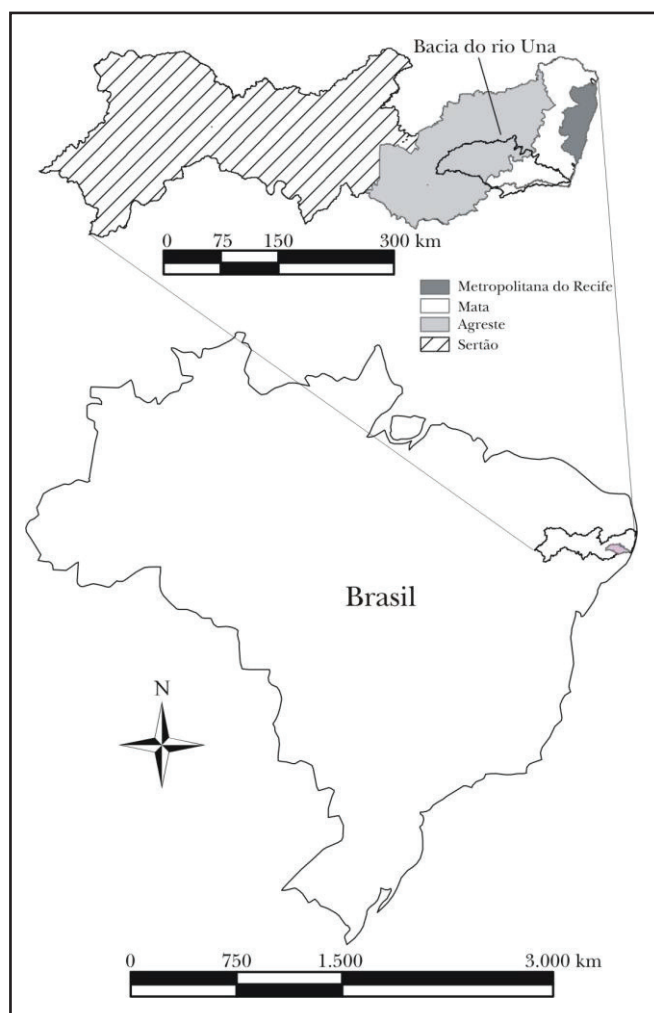 Bacia do rio Una
0 75 150 300 km
Metropolitana do Recife
Mata
Agreste
Sertão
Brasil
N
0 750 1.500 3.000 km